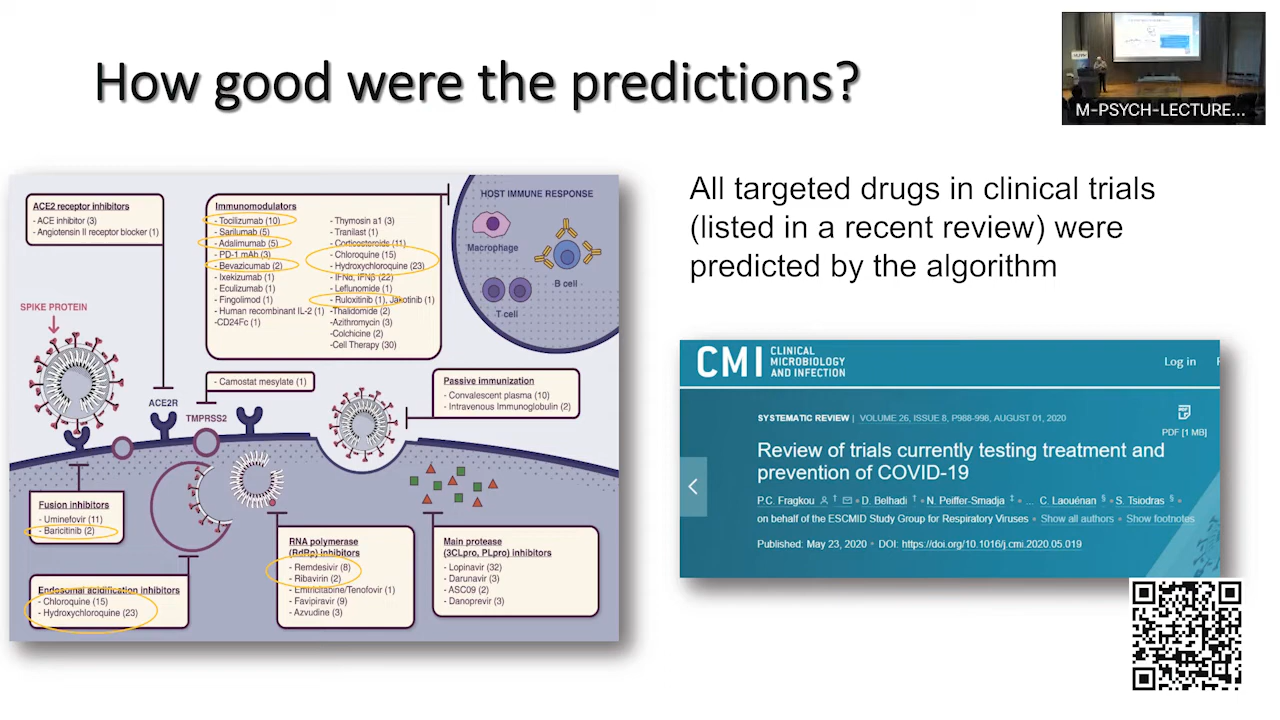 How good were the predictions?
M-PSYCH-LECTURE...
ACE2 receptor inhibitors
- ACE inhibitor (3)
- Angiotensin II receptor blocker (1)
Immunomodulators
- Tocilizumab (10)
- Sarilumab (5)
- Adalimumab (5)
- PD-1 mAh (3)
- Bevazicumab (2)
- Ixekizumab (1)
- Eculizumab (1)
- Fingolimod (1)
- Human recombinant IL-2 (1)
-CD24Fc (1)
- Thymosin a1 (3)
- Tranilast (1)
- Corticosteroids (11)
- Chloroquine (15)
- Hydroxychloroquine (23)
- IFNα, IFNβ (22)
- Leflunomide (1)
- Ruloxitinib (1), Jakotinib (1)
-Thalidomide (2)
- Azithromycin (3)
-Colchicine (2)
-Cell Therapy (30)
HOST IMMUNE RESPONSE
Macrophage
B cell
T cell
SPIKE PROTEIN
- Camostat mesylate (1)
ACE2R
TMPRSS2
Passive immunization
- Convalescent plasma (10)
- Intravenous Immunoglobulin (2)
Fusion inhibitors
- Uminefovir (11)
- Baricitinib (2)
Endosomal acidification inhibitors
- Chloroquine (15)
- Hydroxychloroquine (23)
RNA polymerase
(RdRp) inhibitors
- Remdesivir (8)
- Ribavirin (2)
- Emtricitabine/Tenofovir (1)
- Favipiravir (9)
- Azvudine (3)
Main protease
(3CLpro, PLpro) inhibitors
- Lopinavir (32)
- Darunavir (3)
- ASC09 (2)
- Danoprevir (3)
All targeted drugs in clinical trials
(listed in a recent review) were
predicted by the algorithm
CMI CLINICAL
MICROBIOLOGY
AND INFECTION
Log in
SYSTEMATIC REVIEW | VOLUME 26, ISSUE 8, P988-998, AUGUST 01, 2020
PDF [1 MB]
Review of trials currently testing treatment and
prevention of COVID-19
P.C. Fragkou † • D. Belhadi † • N. Peiffer-Smadja ‡ • ... C. Laouénan § • S. Tsiodras § •
on behalf of the ESCMID Study Group for Respiratory Viruses • Show all authors • Show footnotes
Published: May 23, 2020 • DOI: https://doi.org/10.1016/j.cmi.2020.05.019